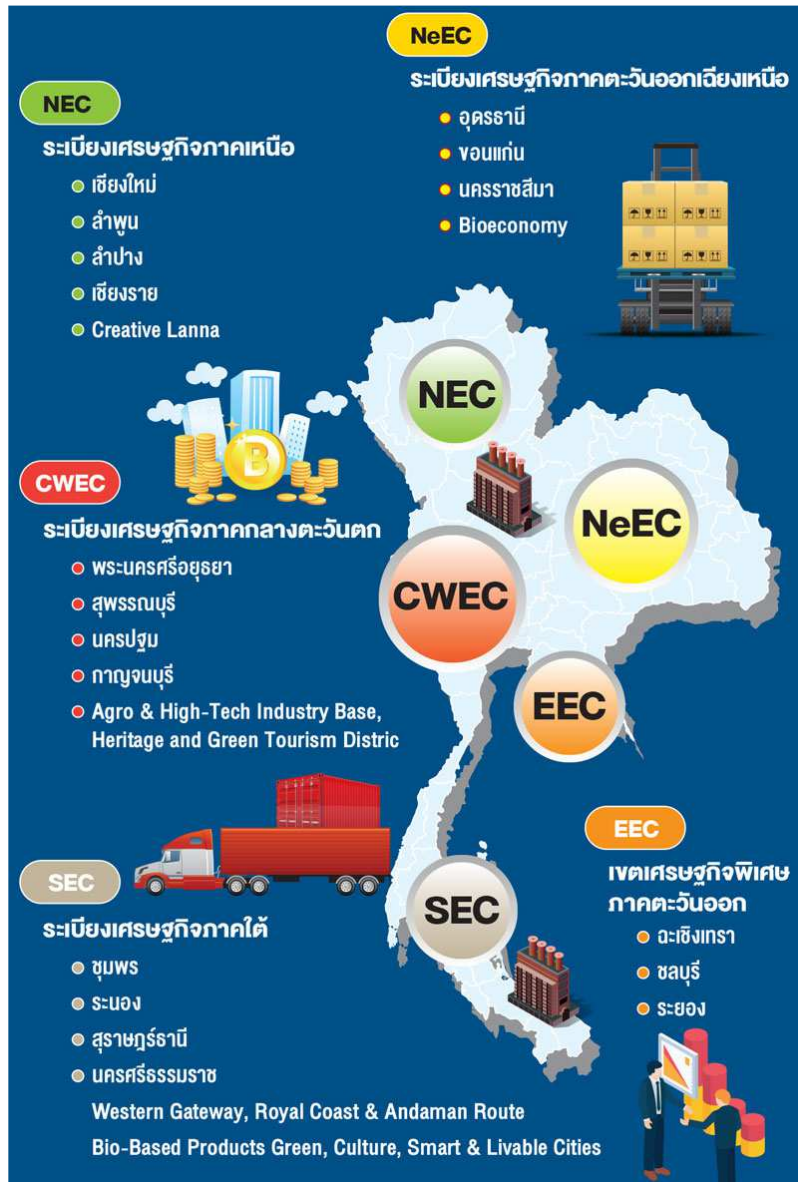 NeEC
ระเบียงเศรษฐกิจภาคตะวันออกเฉียงเหนือ
อุดรธานี
ขอนแก่น
นครราชสีมา
Bioeconomy
NEC
ระเบียงเศรษฐกิจภาคเหนือ
เชียงใหม่
ลำพูน
ลำปาง
เชียงราย
Creative Lanna
B
NEC
NeEC
CWEC
EEC
SEC
CWEC
ระเบียงเศรษฐกิจภาคกลางตะวันตก
พระนครศรีอยุธยา
สุพรรณบุรี
นครปฐม
กาญจนบุรี
Agro & High-Tech Industry Base,
Heritage and Green Tourism Distric
EEC
เขตเศรษฐกิจพิเศษ
ภาคตะวันออก
ฉะเชิงเทรา
ชลบุรี
ระยอง
SEC
ระเบียงเศรษฐกิจภาคใต้
ชุมพร
ระนอง
สุราษฎร์ธานี
นครศรีธรรมราช
Western Gateway, Royal Coast & Andaman Route
Bio-Based Products Green, Culture, Smart & Livable Cities